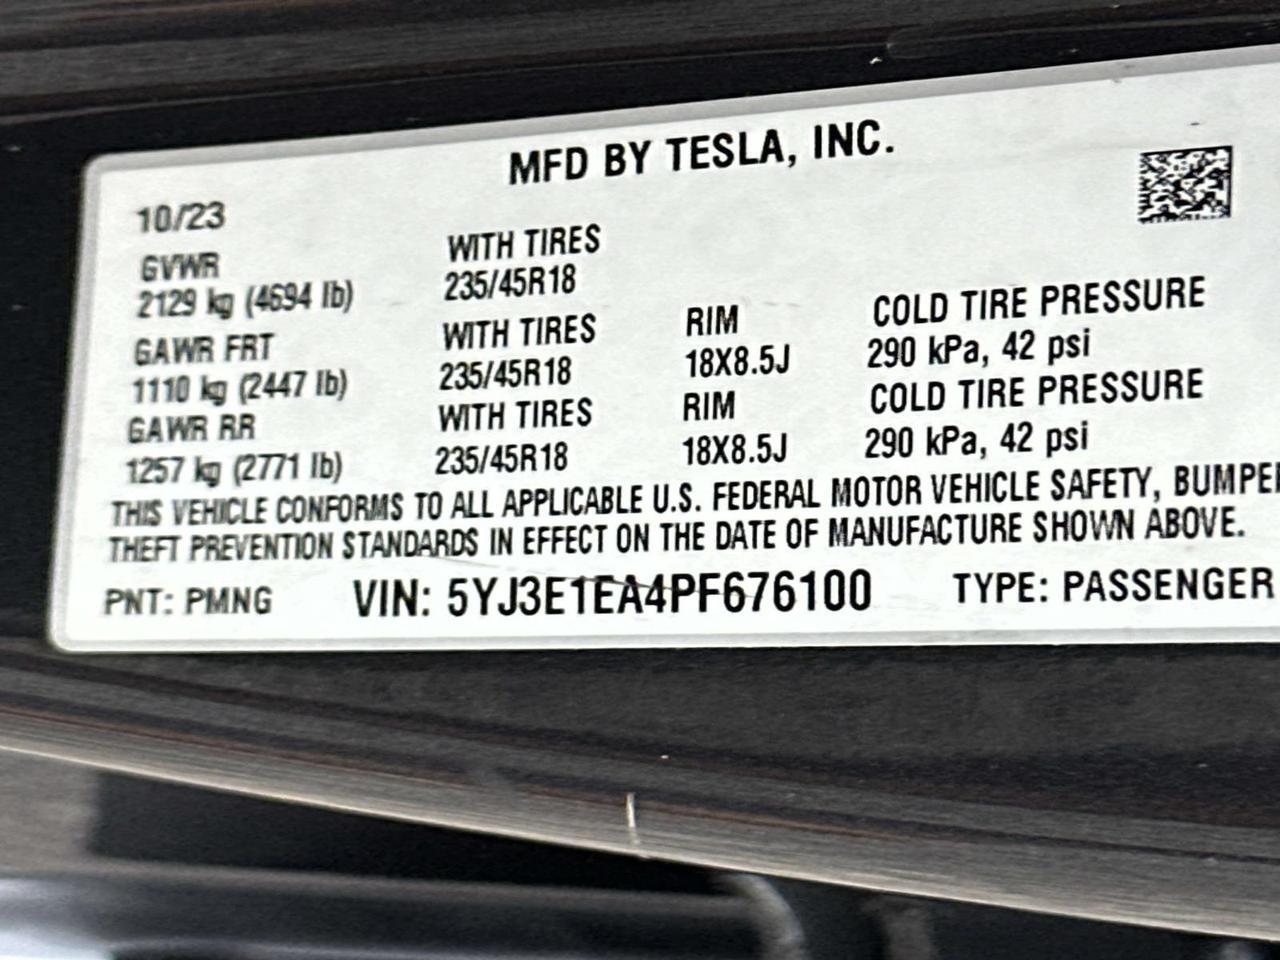 MFD BY TESLA, INC.
10/23
GVWR WITH TIRES
2129 kg (4694 lb) 235/45R18
GAWR FRT WITH TIRES RIM COLD TIRE PRESSURE
1110 kg (2447 lb) 235/45R18 18X8.5J 290 kPa, 42 psi
GAWR RR WITH TIRES RIM COLD TIRE PRESSURE
1257 kg (2771 lb) 235/45R18 18X8.5J 290 kPa, 42 psi
THIS VEHICLE CONFORMS TO ALL APPLICABLE U.S. FEDERAL MOTOR VEHICLE SAFETY, BUMPER
THEFT PREVENTION STANDARDS IN EFFECT ON THE DATE OF MANUFACTURE SHOWN ABOVE.
PNT: PMNG VIN: 5YJ3E1EA4PF676100 TYPE: PASSENGER